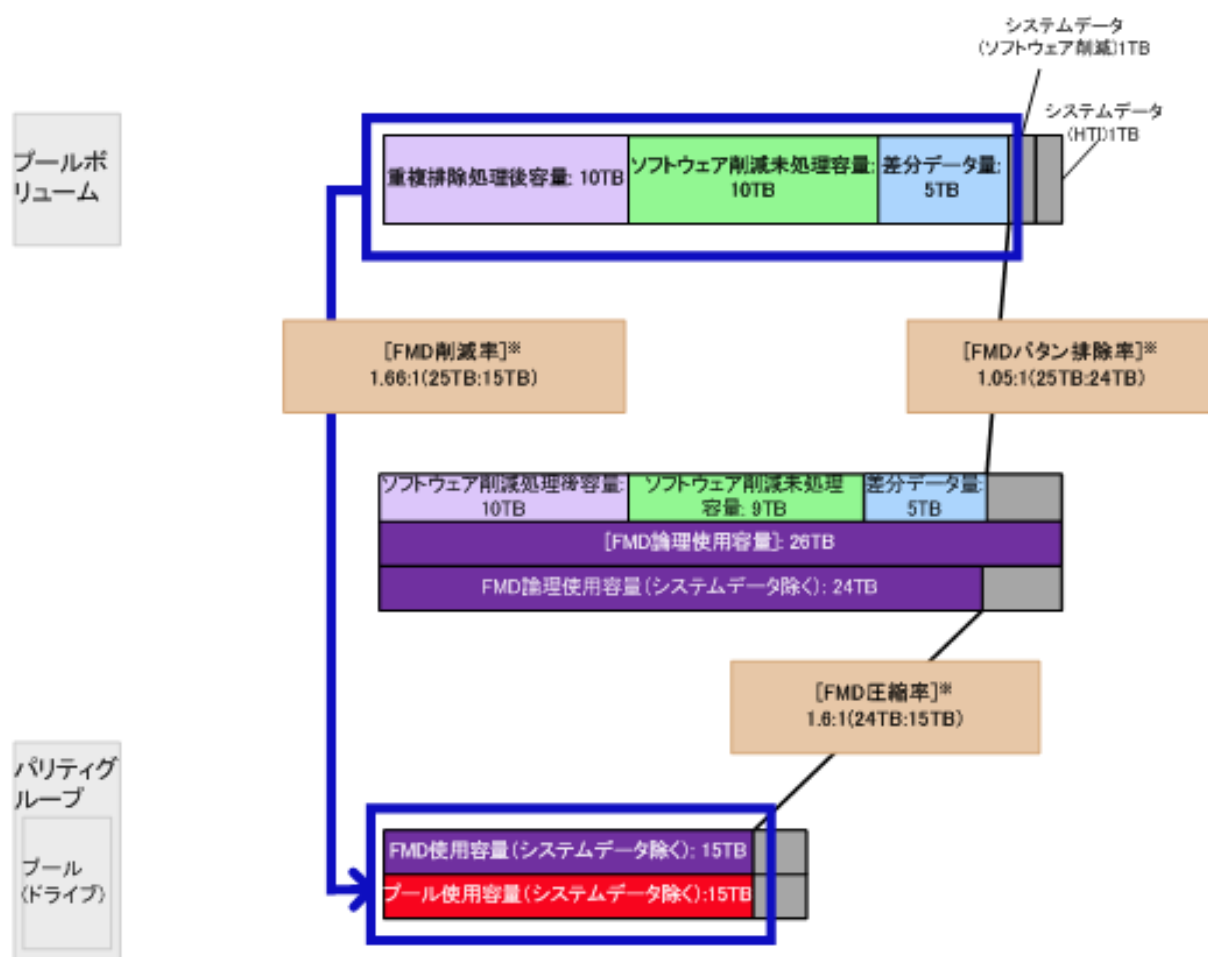 システムデータ
(ソフトウェア削減)1TB
システムデータ
(HTI)1TB
プールボ
リューム
重複排除処理後容量: 10TB
ソフトウェア削減未処理容量:
10TB
差分データ量:
5TB
[FMD削減率]※
1.66:1(25TB:15TB)
[FMDパタン排除率]※
1.05:1(25TB:24TB)
ソフトウェア削減処理後容量:
10TB
ソフトウェア削減未処理
容量: 9TB
差分データ量:
5TB
[FMD論理使用容量]: 26TB
FMD論理使用容量(システムデータ除く): 24TB
[FMD圧縮率]※
1.6:1(24TB:15TB)
パリティグ
ループ
プール
(ドライブ)
FMD使用容量(システムデータ除く): 15TB
プール使用容量(システムデータ除く):15TB